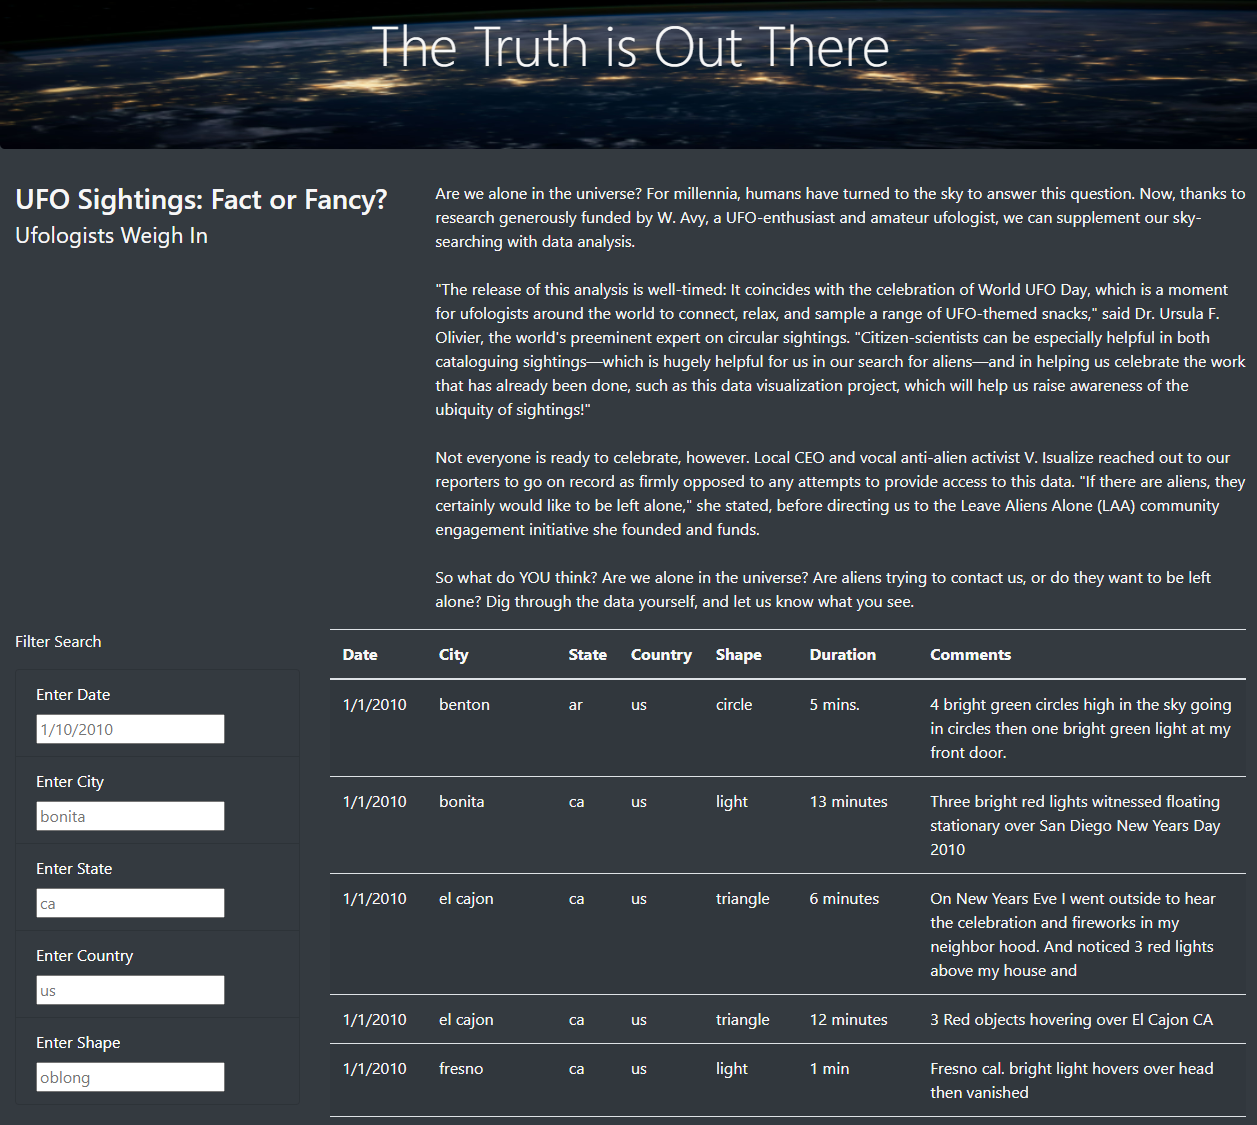 The Truth is Out There
UFO Sightings: Fact or Fancy?
Ufologists Weigh In
Are we alone in the universe? For millennia, humans have turned to the sky to answer this question. Now, thanks to
research generously funded by W. Avy, a UFO-enthusiast and amateur ufologist, we can supplement our sky-
searching with data analysis.
"The release of this analysis is well-timed: It coincides with the celebration of World UFO Day, which is a moment
for ufologists around the world to connect, relax, and sample a range of UFO-themed snacks," said Dr. Ursula F.
Olivier, the world's preeminent expert on circular sightings. "Citizen-scientists can be especially helpful in both
cataloguing sightings—which is hugely helpful for us in our search for aliens—and in helping us celebrate the work
that has already been done, such as this data visualization project, which will help us raise awareness of the
ubiquity of sightings!"
Not everyone is ready to celebrate, however. Local CEO and vocal anti-alien activist V. Isualize reached out to our
reporters to go on record as firmly opposed to any attempts to provide access to this data. "If there are aliens, they
certainly would like to be left alone," she stated, before directing us to the Leave Aliens Alone (LAA) community
engagement initiative she founded and funds.
So what do YOU think? Are we alone in the universe? Are aliens trying to contact us, or do they want to be left
alone? Dig through the data yourself, and let us know what you see.
Filter Search
Enter Date
1/10/2010
Enter City
bonita
Enter State
ca
Enter Country
us
Enter Shape
oblong
Date City State Country Shape Duration Comments
1/1/2010 benton ar us circle 5 mins. 4 bright green circles high in the sky going
in circles then one bright green light at my
front door.
1/1/2010 bonita ca us light 13 minutes Three bright red lights witnessed floating
stationary over San Diego New Years Day
2010
1/1/2010 el cajon ca us triangle 6 minutes On New Years Eve I went outside to hear
the celebration and fireworks in my
neighbor hood. And noticed 3 red lights
above my house and
1/1/2010 el cajon ca us triangle 12 minutes 3 Red objects hovering over El Cajon CA
1/1/2010 fresno ca us light 1 min Fresno cal. bright light hovers over head
then vanished